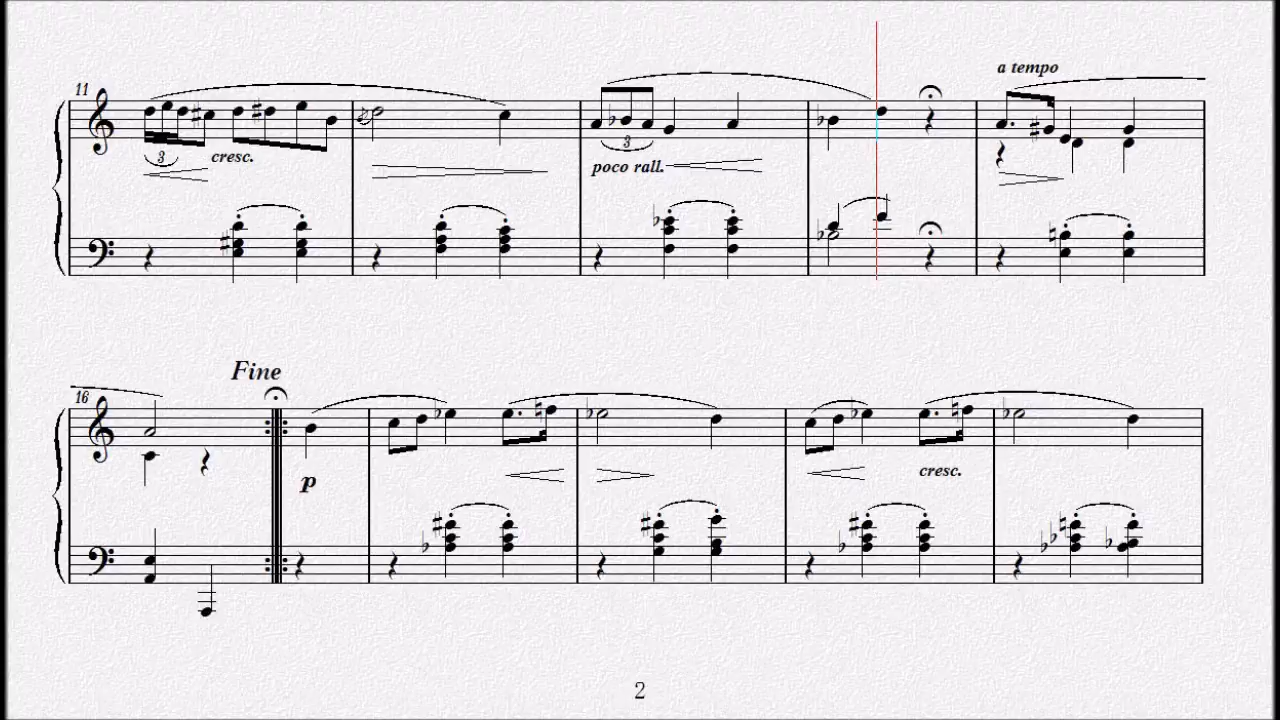 a tempo
11
3
cresc.
3
poco rall.
Fine
16
p
cresc.
2